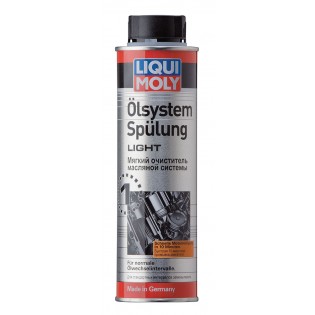 LIQUI
MOLY
Ölsystem
Spülung
LIGHT
Мягкий очиститель
масляной системы
Für normale
Ölwechselintervalle
Made in Germany